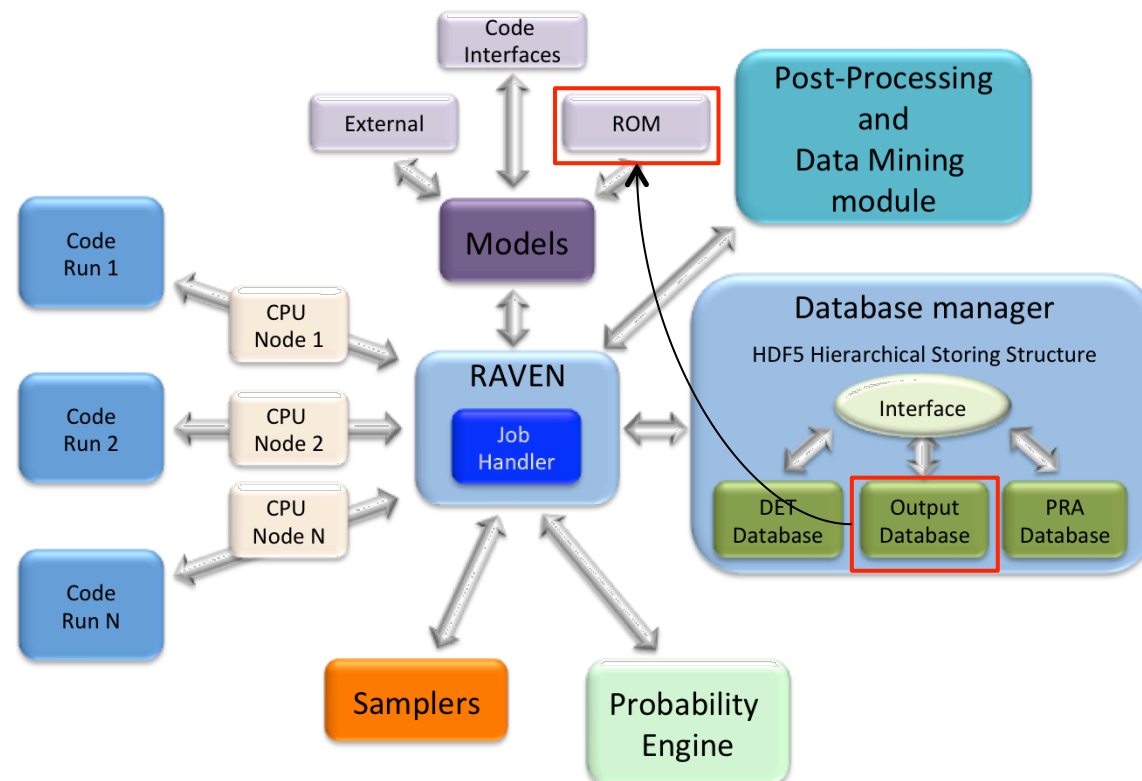 Code
Interfaces
External
ROM
Post-Processing
and
Data Mining
module
Models
Code
Run 1
CPU
Node 1
Database manager
HDF5 Hierarchical Storing Structure
RAVEN
Interface
Code
Run 2
CPU
Node 2
Job
Handler
DET
Database
Output
Database
PRA
Database
CPU
Node N
Code
Run N
Samplers
Probability
Engine